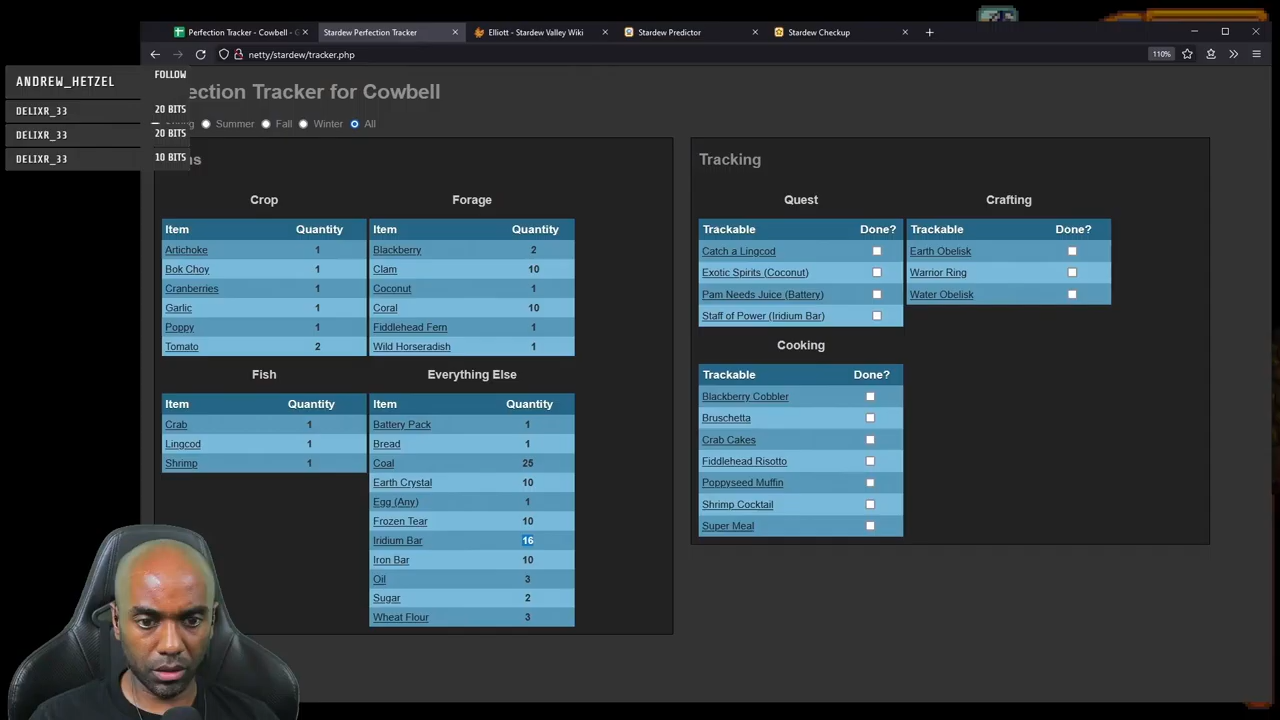 Perfection Tracker - Cowbell - G
Stardew Perfection Tracker
Elliott - Stardew Valley Wiki
Stardew Predictor
Stardew Checkup
netty/stardew/tracker.php
110%
ANDREW_HETZEL FOLLOW
DELIXR_33 20 BITS
DELIXR_33 20 BITS
DELIXR_33 10 BITS
ection Tracker for Cowbell
Summer Fall Winter All
Tracking
Crop
Item Quantity
Artichoke 1
Bok Choy 1
Cranberries 1
Garlic 1
Poppy 1
Tomato 2
Forage
Item Quantity
Blackberry 2
Clam 10
Coconut 1
Coral 10
Fiddlehead Fern 1
Wild Horseradish 1
Fish
Item Quantity
Crab 1
Lingcod 1
Shrimp 1
Everything Else
Item Quantity
Battery Pack 1
Bread 1
Coal 25
Earth Crystal 10
Egg (Any) 1
Frozen Tear 10
Iridium Bar 16
Iron Bar 10
Oil 3
Sugar 2
Wheat Flour 3
Quest
Trackable Done?
Catch a Lingcod
Exotic Spirits (Coconut)
Pam Needs Juice (Battery)
Staff of Power (Iridium Bar)
Crafting
Trackable Done?
Earth Obelisk
Warrior Ring
Water Obelisk
Cooking
Trackable Done?
Blackberry Cobbler
Bruschetta
Crab Cakes
Fiddlehead Risotto
Poppyseed Muffin
Shrimp Cocktail
Super Meal